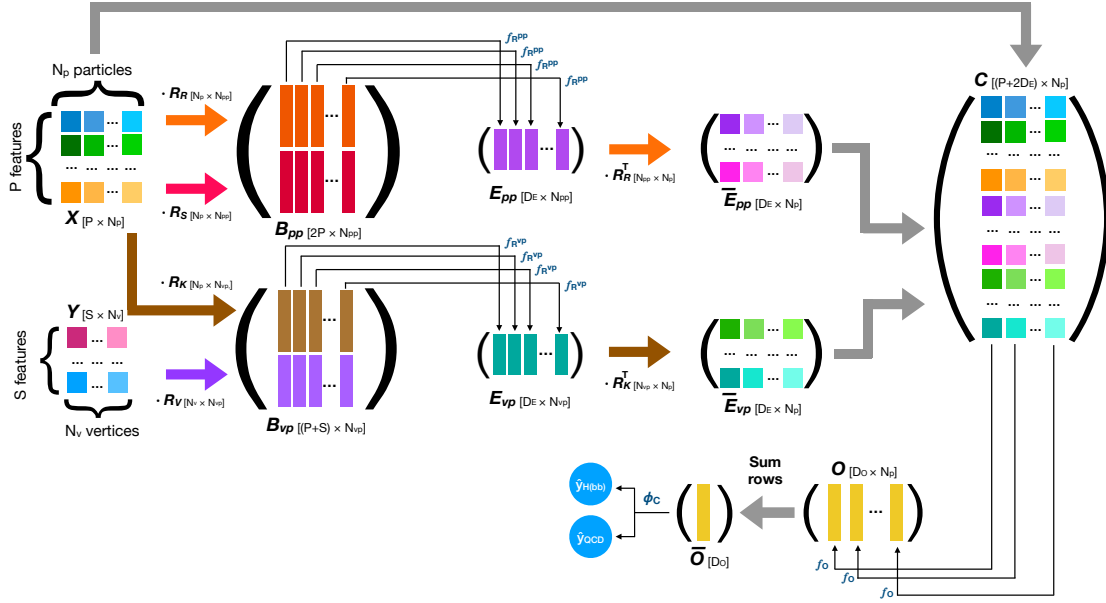 Nₚ particles
P features
X [P × Nₚ]
· R_R [Nₚ × Nₚₚ]
· R_S [Nₚ × Nₚₚ]
B_pp [2P × Nₚₚ]
f_R^pp
f_R^pp
f_R^pp
f_R^pp
E_pp [D_E × Nₚₚ]
· R_R^T [Nₚₚ × Nₚ]
E̅_pp [D_E × Nₚ]
C [(P+2D_E) × Nₚ]
Y [S × Nᵥ]
S features
Nᵥ vertices
· R_K [Nₚ × Nᵥₚ]
· R_V [Nᵥ × Nᵥₚ]
B_vp [(P+S) × Nᵥₚ]
f_R^vp
f_R^vp
f_R^vp
f_R^vp
E_vp [D_E × Nᵥₚ]
· R_K^T [Nᵥₚ × Nₚ]
E̅_vp [D_E × Nₚ]
O [D_O × Nₚ]
Sum
rows
O̅ [D_O]
ϕ_C
ŷ_H(bb)
ŷ_QCD
f_O
f_O
f_O